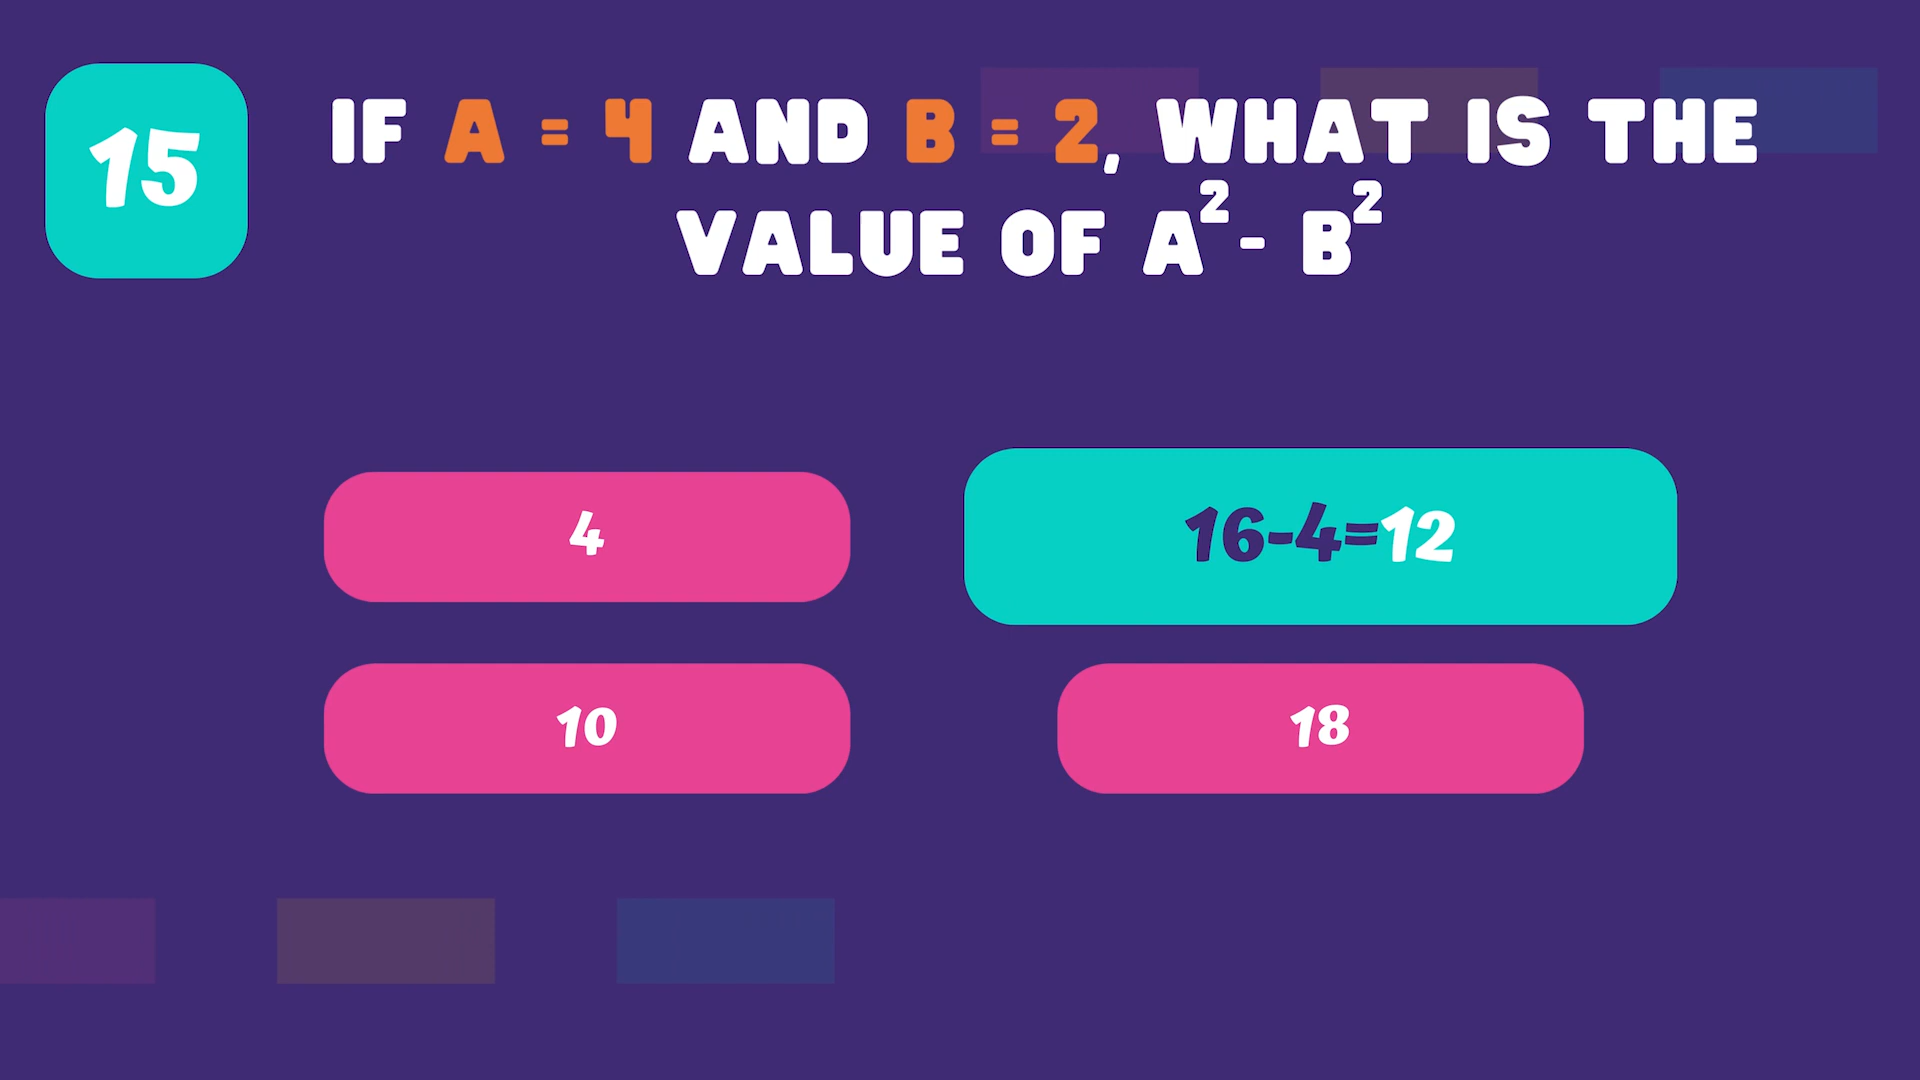 15
IF A = 4 AND B = 2, WHAT IS THE
VALUE OF A² - B²
4
16-4=12
10
18